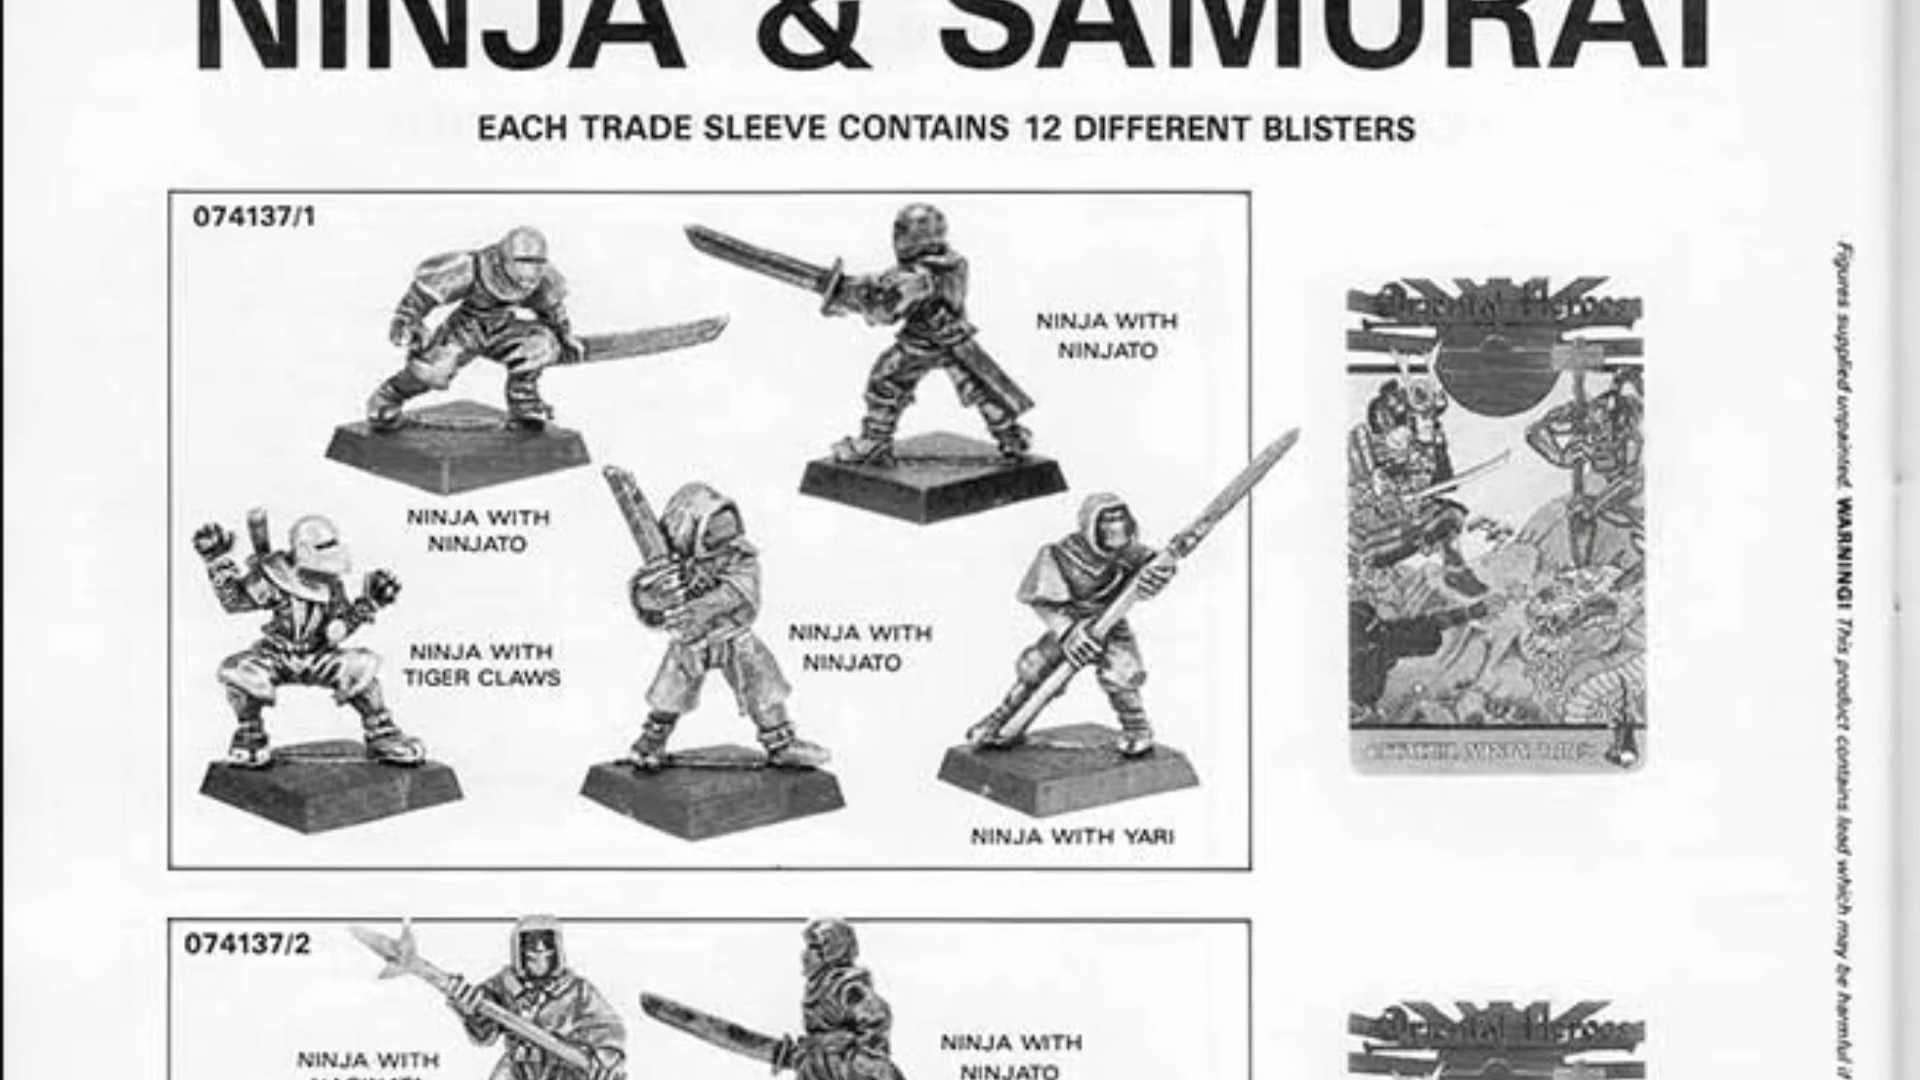 NINJA & SAMURAI
EACH TRADE SLEEVE CONTAINS 12 DIFFERENT BLISTERS
074137/1
NINJA WITH
NINJATO
NINJA WITH
NINJATO
NINJA WITH
TIGER CLAWS
NINJA WITH
NINJATO
NINJA WITH YARI
Oriental Heroes
CITADEL MINIATURES
Figures supplied unpainted. WARNING! This product contains lead which may be harmful if
074137/2
NINJA WITH
NINJA WITH
NINJATO
Oriental Heroes